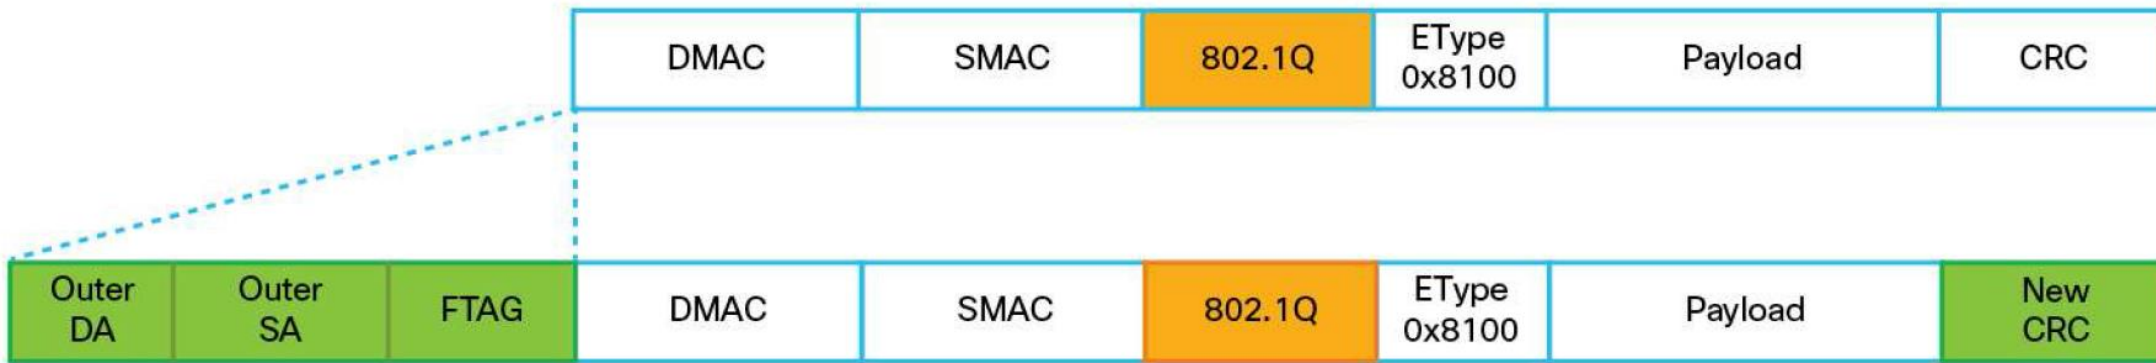 DMAC
SMAC
802.1Q
EType
0x8100
Payload
CRC
Outer
DA
Outer
SA
FTAG
DMAC
SMAC
802.1Q
EType
0x8100
Payload
New
CRC